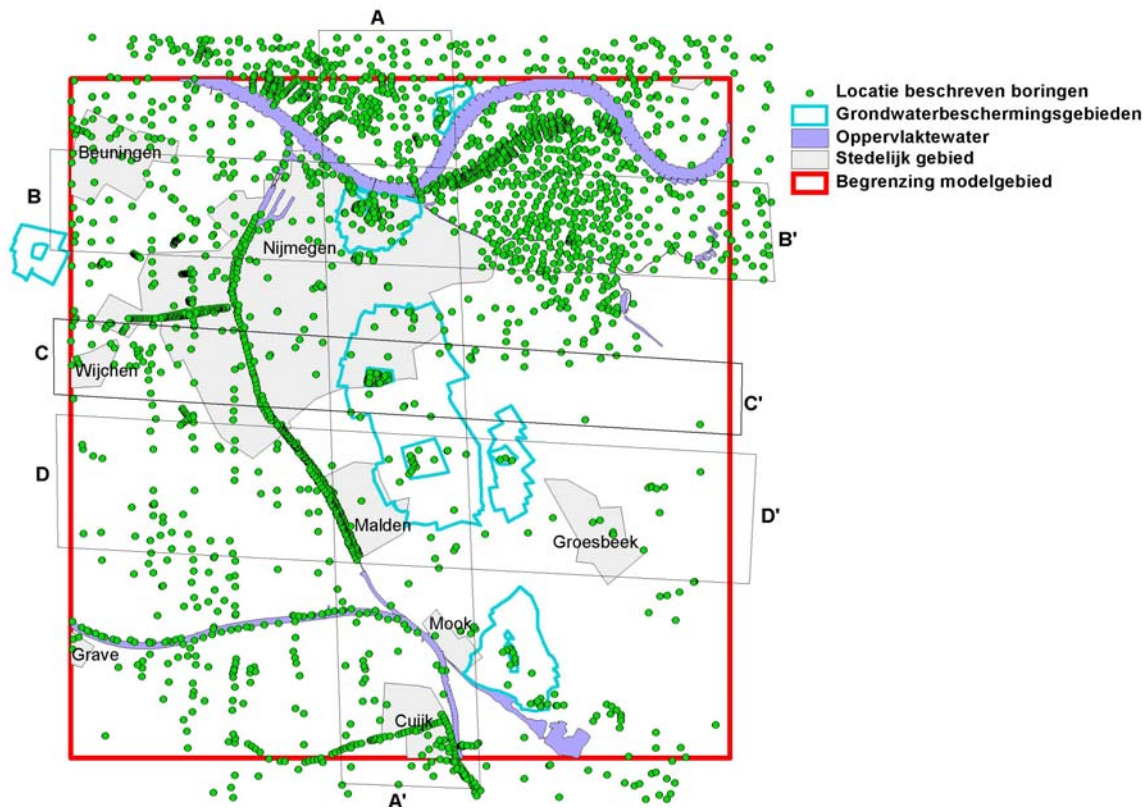 A
Locatie beschreven boringen
Grondwaterbeschermingsgebieden
Oppervlaktewater
Stedelijk gebied
Begrenzing modelgebied
Beuningen
B
B'
Nijmegen
C
Wijchen
C'
D
D'
Malden
Groesbeek
Mook
Grave
Cuijk
A'